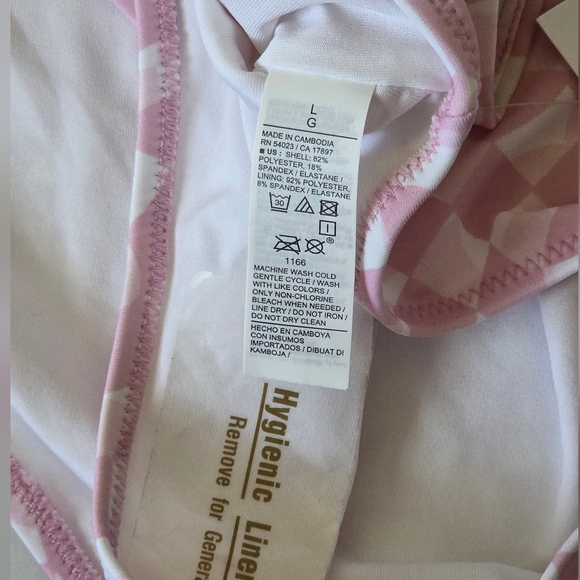 L
G
MADE IN CAMBODIA
RN 54023 / CA 17897
■ US : SHELL: 82%
POLYESTER, 18%
SPANDEX / ELASTANE /
LINING: 92% POLYESTER,
8% SPANDEX / ELASTANE
30
1166
MACHINE WASH COLD
GENTLE CYCLE / WASH
WITH LIKE COLORS /
ONLY NON-CHLORINE
BLEACH WHEN NEEDED /
LINE DRY / DO NOT IRON /
DO NOT DRY CLEAN
HECHO EN CAMBOYA
CON INSUMOS
IMPORTADOS / DIBUAT DI
KAMBOJA /
Hygienic Liner
Remove for General